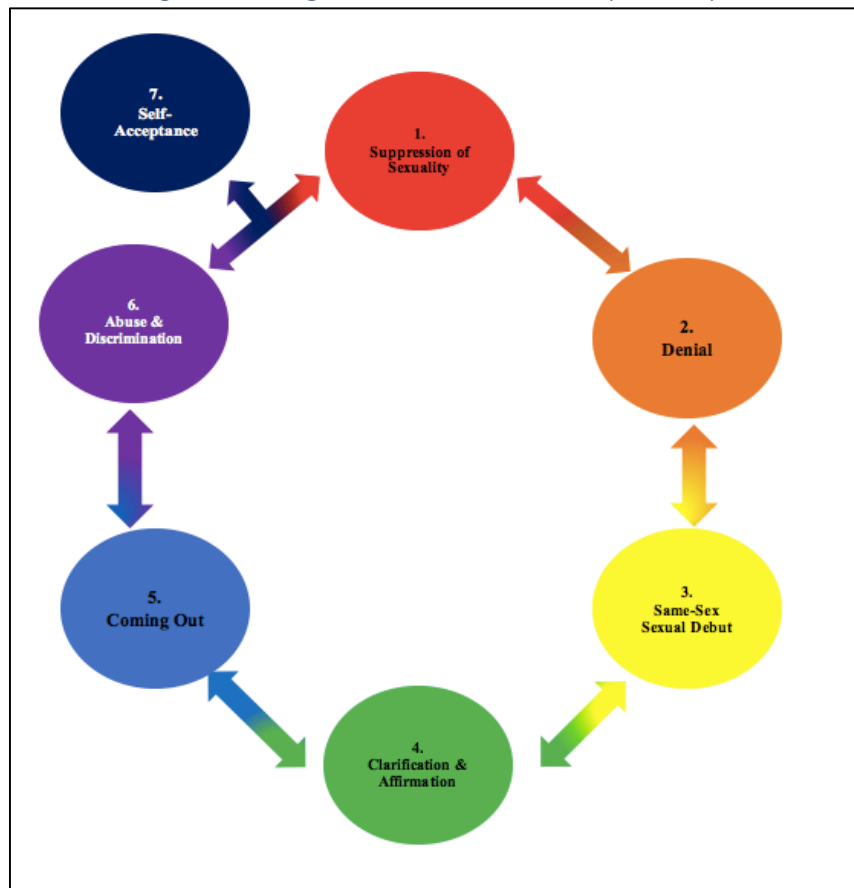 7.
Self-
Acceptance
1.
Suppression of
Sexuality
2.
Denial
3.
Same-Sex
Sexual Debut
4.
Clarification &
Affirmation
5.
Coming Out
6.
Abuse &
Discrimination